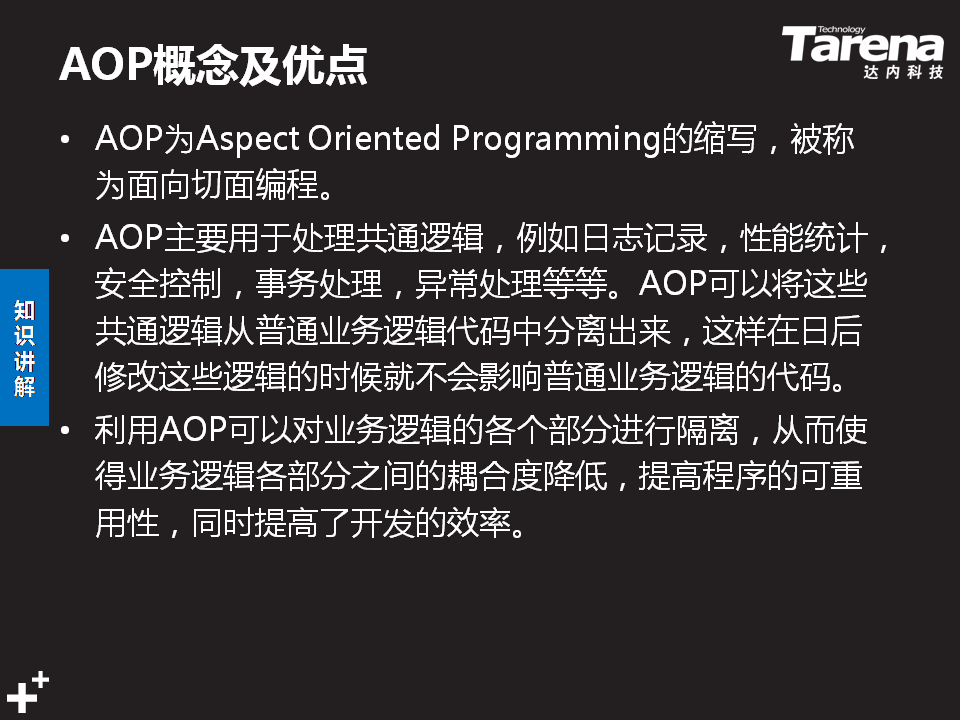 AOP概念及优点
Technology
Tarena
达内科技
• AOP为Aspect Oriented Programming的缩写，被称
为面向切面编程。
• AOP主要用于处理共通逻辑，例如日志记录，性能统计，
安全控制，事务处理，异常处理等等。AOP可以将这些
共通逻辑从普通业务逻辑代码中分离出来，这样在日后
修改这些逻辑的时候就不会影响普通业务逻辑的代码。
• 利用AOP可以对业务逻辑的各个部分进行隔离，从而使
得业务逻辑各部分之间的耦合度降低，提高程序的可重
用性，同时提高了开发的效率。
知识讲解